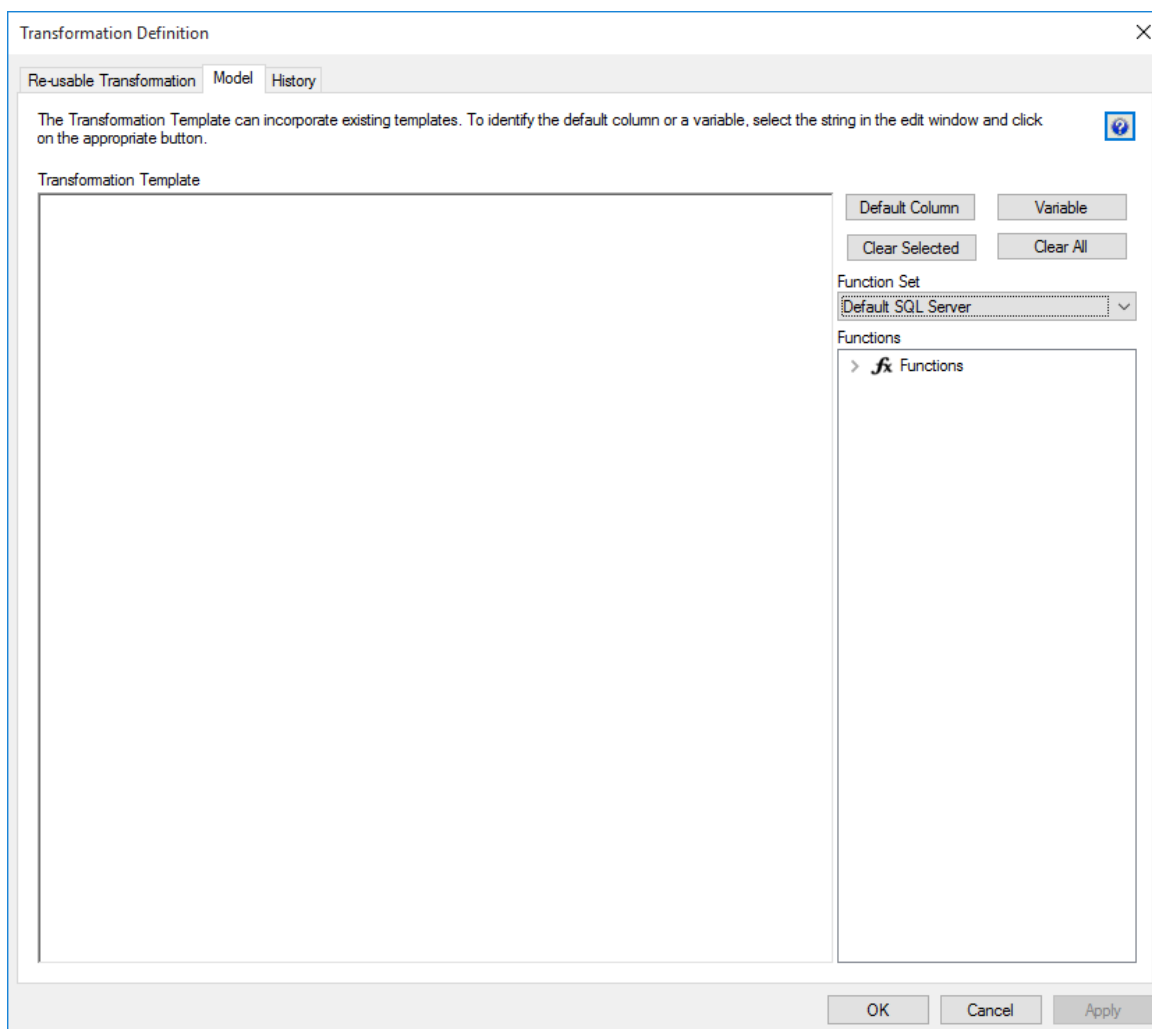 Transformation Definition
Re-usable Transformation Model History
The Transformation Template can incorporate existing templates. To identify the default column or a variable, select the string in the edit window and click
on the appropriate button.
Transformation Template
Default Column Variable
Clear Selected Clear All
Function Set
Default SQL Server
Functions
fx Functions
OK Cancel Apply